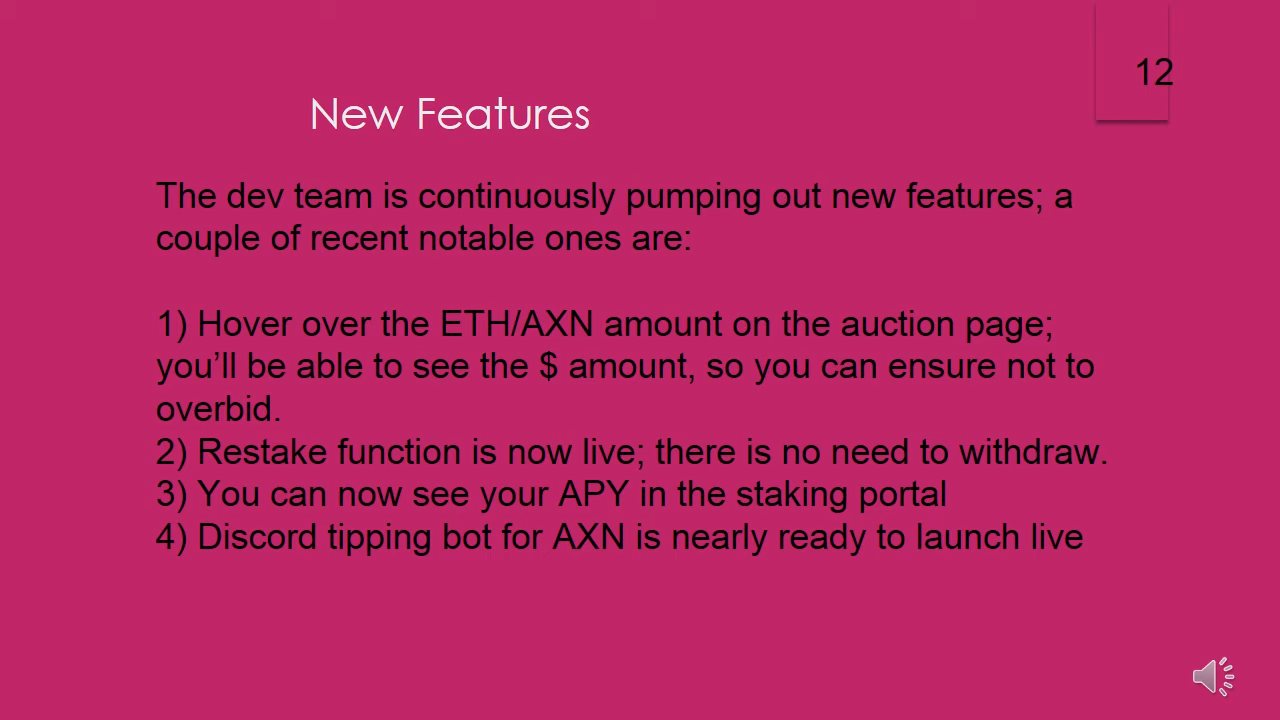 12
New Features
The dev team is continuously pumping out new features; a
couple of recent notable ones are:
1) Hover over the ETH/AXN amount on the auction page;
you’ll be able to see the $ amount, so you can ensure not to
overbid.
2) Restake function is now live; there is no need to withdraw.
3) You can now see your APY in the staking portal
4) Discord tipping bot for AXN is nearly ready to launch live